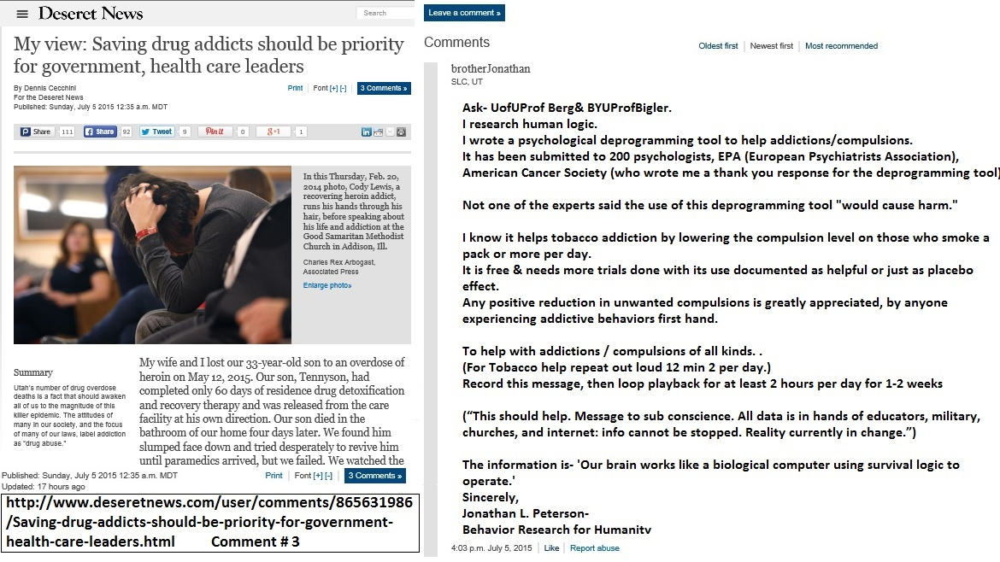 Deseret News
Search
My view: Saving drug addicts should be priority
for government, health care leaders
By Dennis Cecchini
For the Deseret News
Published: Sunday, July 5 2015 12:35 a.m. MDT
Print
Font [+] [-]
3 Comments »
Share
111
Share
92
Tweet
9
Pin it
0
+1
1
In this Thursday, Feb. 20,
2014 photo, Cody Lewis, a
recovering heroin addict,
runs his hands through his
hair, before speaking about
his life and addiction at the
Good Samaritan Methodist
Church in Addison, Ill.
Charles Rex Arbogast,
Associated Press
Enlarge photo»
Summary
Utah's number of drug overdose
deaths is a fact that should awaken
all of us to the magnitude of this
killer epidemic. The attitudes of
many in our society, and the focus
of many of our laws, label addiction
as "drug abuse."
My wife and I lost our 33-year-old son to an overdose of
heroin on May 12, 2015. Our son, Tennyson, had
completed only 60 days of residence drug detoxification
and recovery therapy and was released from the care
facility at his own direction. Our son died in the
bathroom of our home four days later. We found him
slumped face down and tried desperately to revive him
until paramedics arrived, but we failed. We watched the
Published: Sunday, July 5 2015 12:35 a.m. MDT
Updated: 17 hours ago
Print
Font [+] [-]
3 Comments »
http://www.deseretnews.com/user/comments/865631986
/Saving-drug-addicts-should-be-priority-for-government-
health-care-leaders.html Comment # 3
Leave a comment »
Comments
Oldest first
Newest first
Most recommended
brotherJonathan
SLC, UT
Ask- UofUProf Berg& BYUProfBigler.
I research human logic.
I wrote a psychological deprogramming tool to help addictions/compulsions.
It has been submitted to 200 psychologists, EPA (European Psychiatrists Association),
American Cancer Society (who wrote me a thank you response for the deprogramming tool)
Not one of the experts said the use of this deprogramming tool "would cause harm."
I know it helps tobacco addiction by lowering the compulsion level on those who smoke a
pack or more per day.
It is free & needs more trials done with its use documented as helpful or just as placebo
effect.
Any positive reduction in unwanted compulsions is greatly appreciated, by anyone
experiencing addictive behaviors first hand.
To help with addictions / compulsions of all kinds. .
(For Tobacco help repeat out loud 12 min 2 per day.)
Record this message, then loop playback for at least 2 hours per day for 1-2 weeks
(“This should help. Message to sub conscience. All data is in hands of educators, military,
churches, and internet: info cannot be stopped. Reality currently in change.”)
The information is- 'Our brain works like a biological computer using survival logic to
operate.'
Sincerely,
Jonathan L. Peterson-
Behavior Research for Humanity
4:03 p.m. July 5, 2015
Like
Report abuse